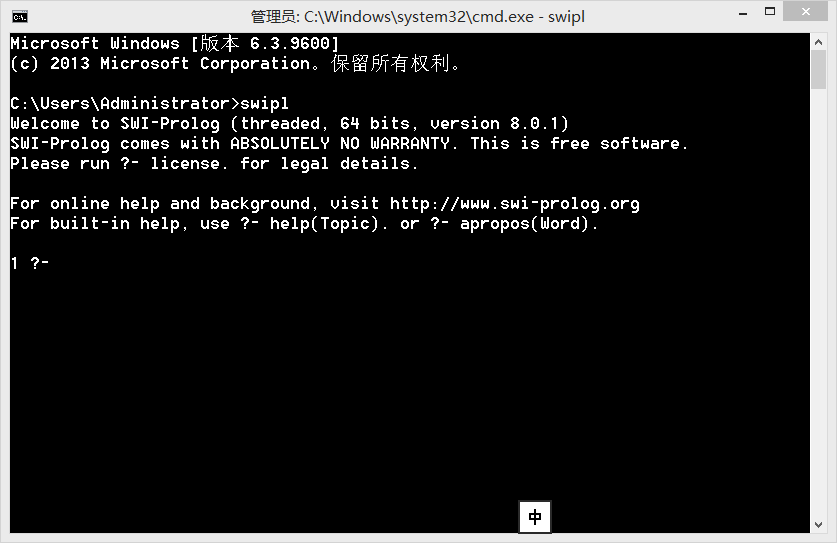 管理员: C:\Windows\system32\cmd.exe - swipl
Microsoft Windows [版本 6.3.9600]
(c) 2013 Microsoft Corporation。保留所有权利。
C:\Users\Administrator>swipl
Welcome to SWI-Prolog (threaded, 64 bits, version 8.0.1)
SWI-Prolog comes with ABSOLUTELY NO WARRANTY. This is free software.
Please run ?- license. for legal details.
For online help and background, visit http://www.swi-prolog.org
For built-in help, use ?- help(Topic). or ?- apropos(Word).
1 ?-
中